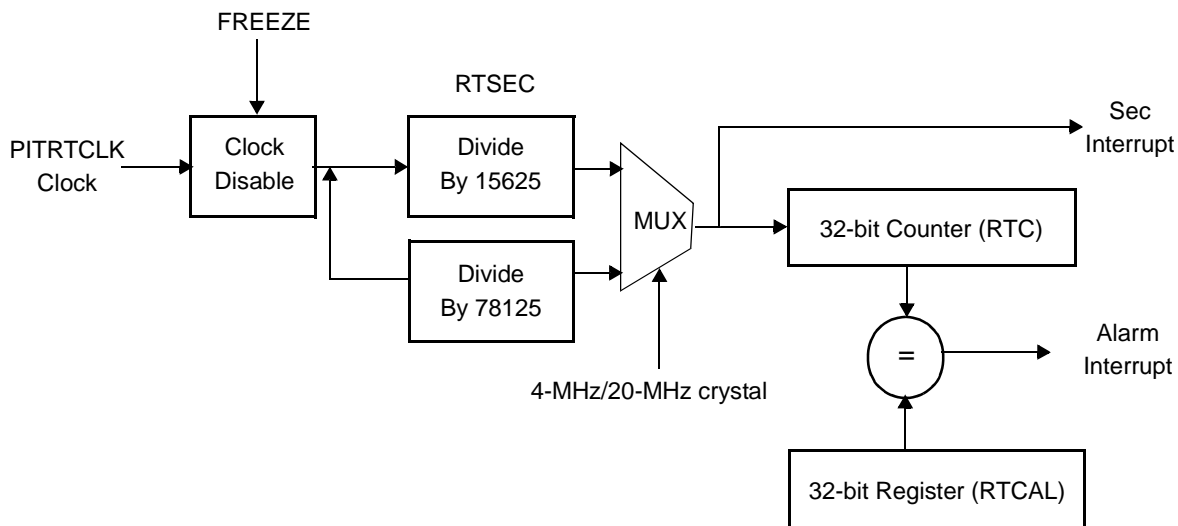 FREEZE
RTSEC
PITRTCLK
Clock
Clock
Disable
Divide
By 15625
Divide
By 78125
MUX
4-MHz/20-MHz crystal
Sec
Interrupt
32-bit Counter (RTC)
=
Alarm
Interrupt
32-bit Register (RTCAL)